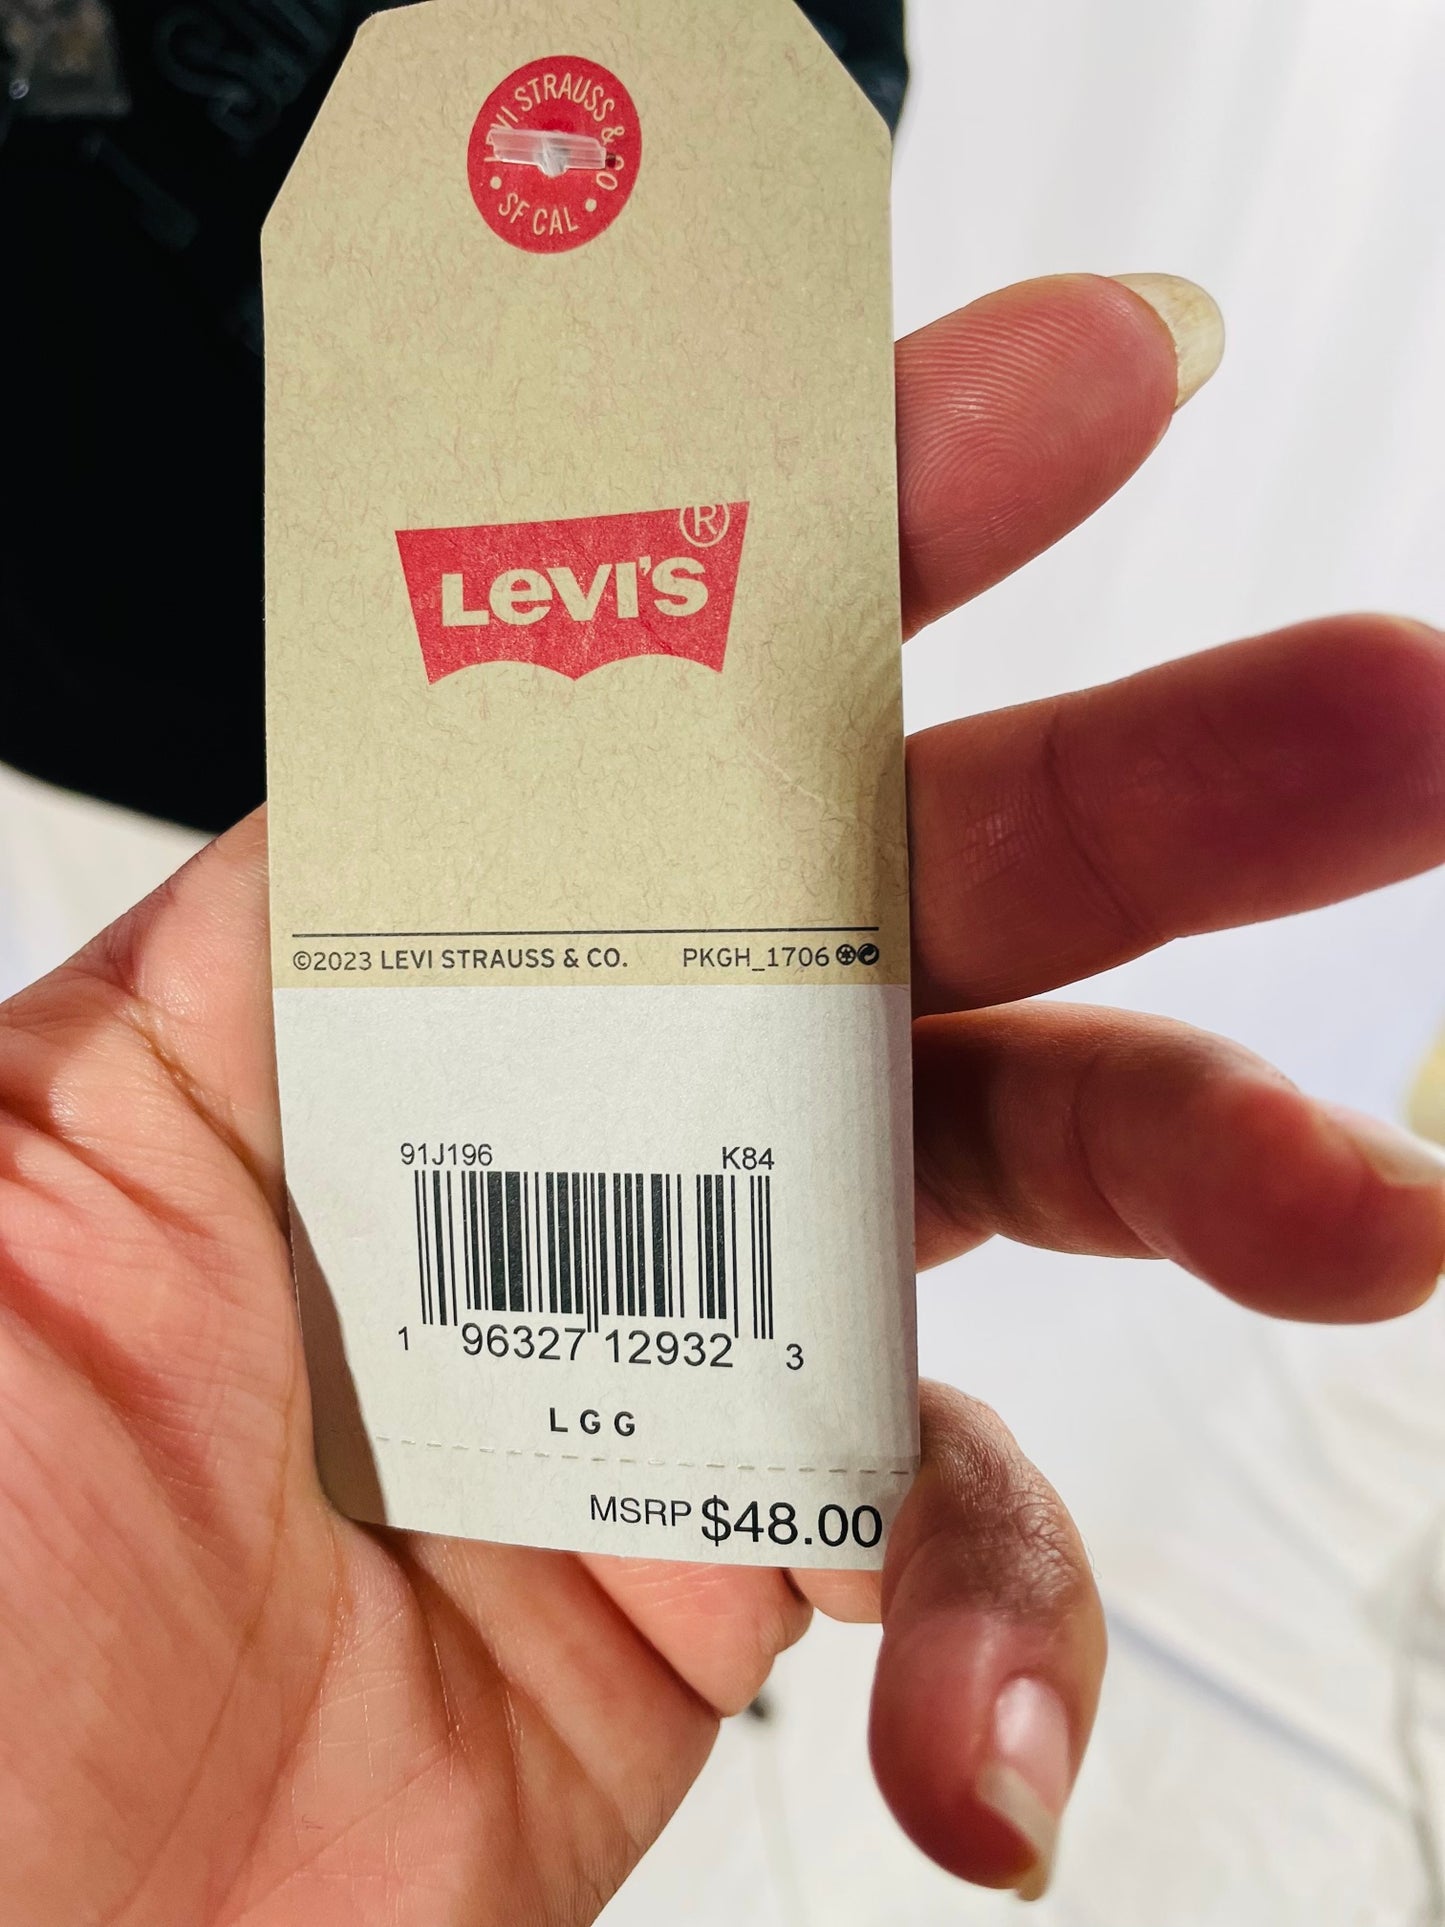 LEVI STRAUSS & CO
• SF CAL •
LEVI'S®
©2023 LEVI STRAUSS & CO. PKGH_1706
91J196 K84
1 96327 12932 3
L G G
MSRP $48.00